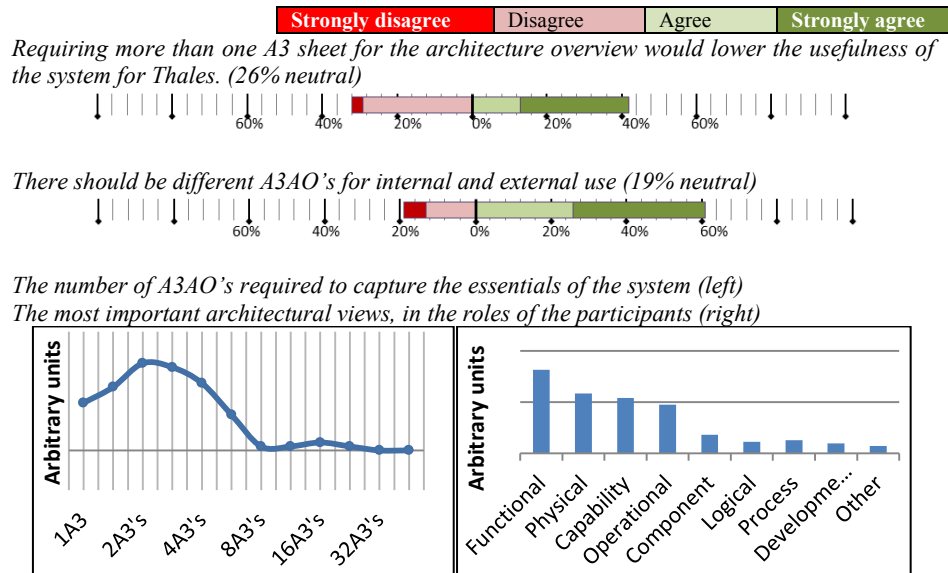 Strongly disagree Disagree Agree Strongly agree
Requiring more than one A3 sheet for the architecture overview would lower the usefulness of
the system for Thales. (26% neutral)
60% 40% 20% 0% 20% 40% 60%
There should be different A3AO's for internal and external use (19% neutral)
60% 40% 20% 0% 20% 40% 60%
The number of A3AO's required to capture the essentials of the system (left)
The most important architectural views, in the roles of the participants (right)
Arbitrary units
1A3 2A3's 4A3's 8A3's 16A3's 32A3's
Arbitrary units
Functional Physical Capability Operational Component Logical Process Developme... Other